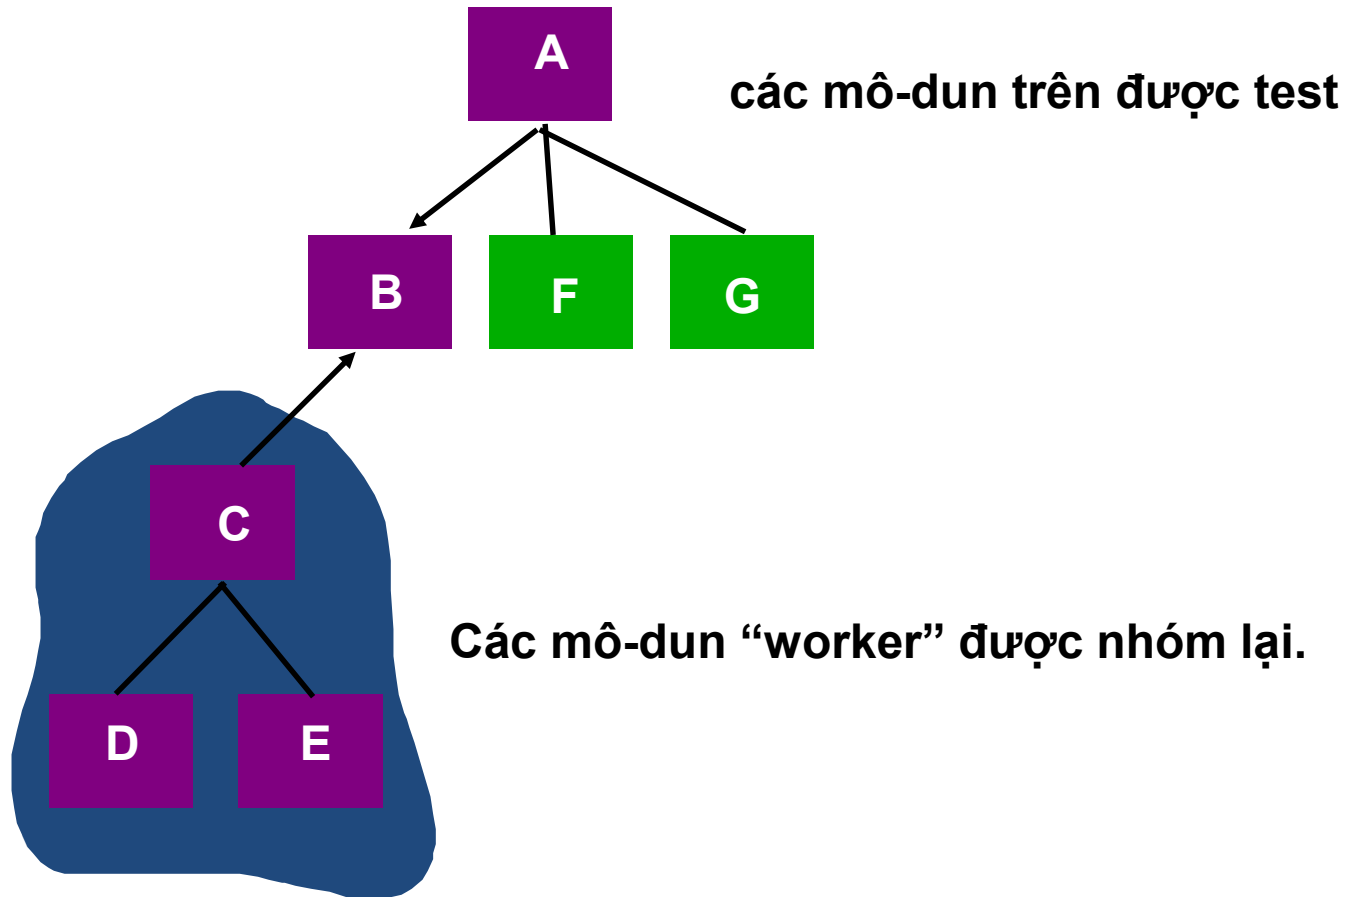 A
các mô-dun trên được test
B
F
G
C
Các mô-dun “worker” được nhóm lại.
D
E